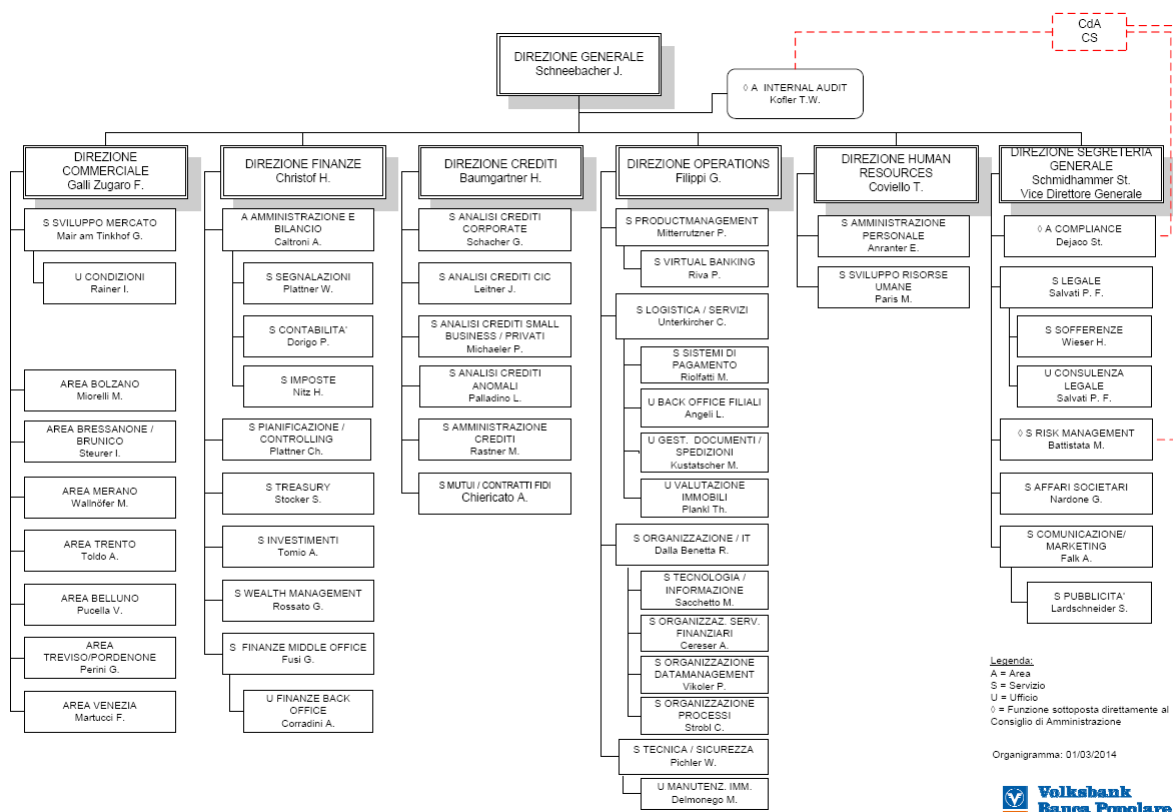 CdA
CS
DIREZIONE GENERALE
Schneebacher J.
◊ A INTERNAL AUDIT
Kofler T.W.
DIREZIONE
COMMERCIALE
Galli Zugaro F.
S SVILUPPO MERCATO
Mair am Tinkhof G.
U CONDIZIONI
Rainer I.
AREA BOLZANO
Miorelli M.
AREA BRESSANONE /
BRUNICO
Steurer I.
AREA MERANO
Wallnöfer M.
AREA TRENTO
Toldo A.
AREA BELLUNO
Pucella V.
AREA
TREVISO/PORDENONE
Perini G.
AREA VENEZIA
Martucci F.
DIREZIONE FINANZE
Christof H.
A AMMINISTRAZIONE E
BILANCIO
Caltroni A.
S SEGNALAZIONI
Plattner W.
S CONTABILITA'
Dorigo P.
S IMPOSTE
Nitz H.
S PIANIFICAZIONE /
CONTROLLING
Plattner Ch.
S TREASURY
Stocker S.
S INVESTIMENTI
Tomio A.
S WEALTH MANAGEMENT
Rossato G.
S FINANZE MIDDLE OFFICE
Fusi G.
U FINANZE BACK
OFFICE
Corradini A.
DIREZIONE CREDITI
Baumgartner H.
S ANALISI CREDITI
CORPORATE
Schacher G.
S ANALISI CREDITI CIC
Leitner J.
S ANALISI CREDITI SMALL
BUSINESS / PRIVATI
Michaeler P.
S ANALISI CREDITI
ANOMALI
Palladino L.
S AMMINISTRAZIONE
CREDITI
Rastner M.
S MUTUI / CONTRATTI FIDI
Chiericato A.
DIREZIONE OPERATIONS
Filippi G.
S PRODUCTMANAGEMENT
Mitterrutzner P.
S VIRTUAL BANKING
Riva P.
S LOGISTICA / SERVIZI
Unterkircher C.
S SISTEMI DI
PAGAMENTO
Riolfatti M.
U BACK OFFICE FILIALI
Angeli L.
U GEST. DOCUMENTI /
SPEDIZIONI
Kustatscher M.
U VALUTAZIONE
IMMOBILI
Plankl Th.
S ORGANIZZAZIONE / IT
Dalla Benetta R.
S TECNOLOGIA /
INFORMAZIONE
Sacchetto M.
S ORGANIZZAZ. SERV.
FINANZIARI
Cereser A.
S ORGANIZZAZIONE
DATAMANAGEMENT
Vikoler P.
S ORGANIZZAZIONE
PROCESSI
Strobl C.
S TECNICA / SICUREZZA
Pichler W.
U MANUTENZ. IMM.
Delmonego M.
DIREZIONE HUMAN
RESOURCES
Coviello T.
S AMMINISTRAZIONE
PERSONALE
Anranter E.
S SVILUPPO RISORSE
UMANE
Paris M.
DIREZIONE SEGRETERIA
GENERALE
Schmidhammer St.
Vice Direttore Generale
◊ A COMPLIANCE
Dejaco St.
S LEGALE
Salvati P. F.
S SOFFERENZE
Wieser H.
U CONSULENZA
LEGALE
Salvati P. F.
◊ S RISK MANAGEMENT
Battistata M.
S AFFARI SOCIETARI
Nardone G.
S COMUNICAZIONE/
MARKETING
Falk A.
S PUBBLICITA'
Lardschneider S.
Legenda:
A = Area
S = Servizio
U = Ufficio
◊ = Funzione sottoposta direttamente al
Consiglio di Amministrazione
Organigramma: 01/03/2014
Volksbank
Banca Popolare